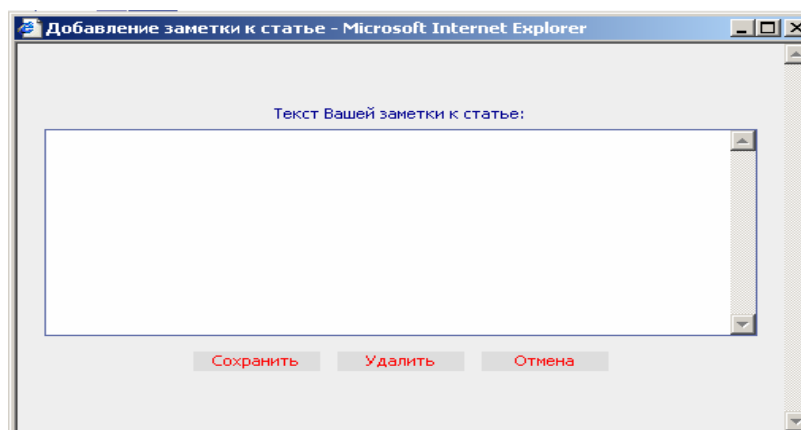 Добавление заметки к статье - Microsoft Internet Explorer
Текст Вашей заметки к статье:
Сохранить Удалить Отмена